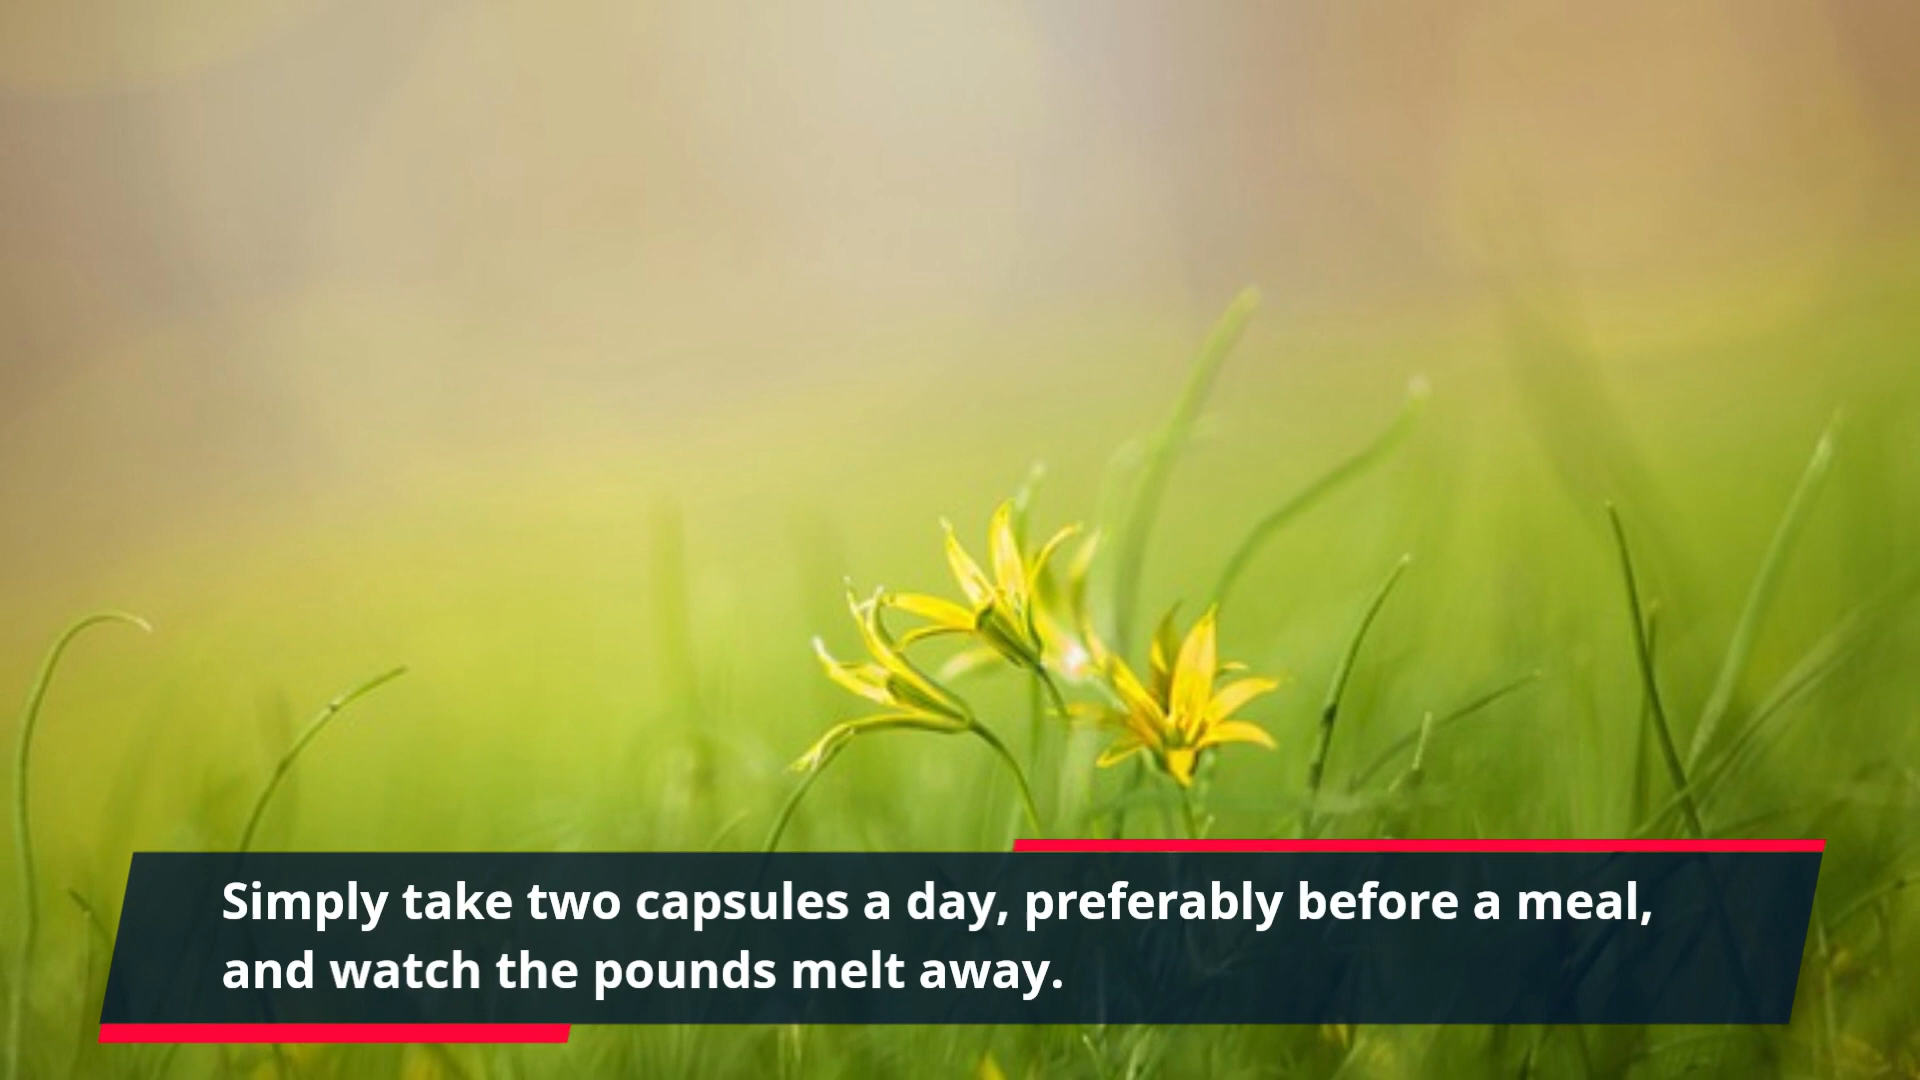 Simply take two capsules a day, preferably before a meal,
and watch the pounds melt away.